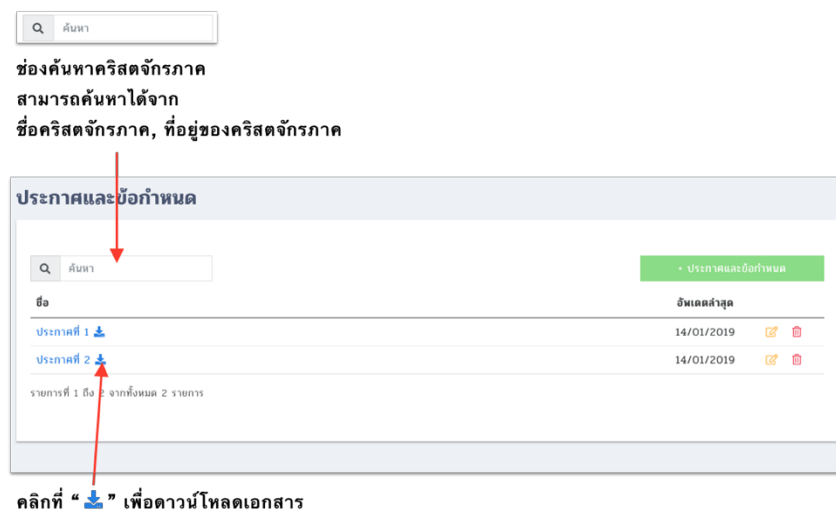 ค้นหา
ช่องค้นหาคริสตจักรภาค
สามารถค้นหาได้จาก
ชื่อคริสตจักรภาค, ที่อยู่ของคริสตจักรภาค
ประกาศและข้อกำหนด
ค้นหา
+ ประกาศและข้อกำหนด
ชื่อ อัพเดตล่าสุด
ประกาศที่ 1 14/01/2019
ประกาศที่ 2 14/01/2019
รายการที่ 1 ถึง 2 จากทั้งหมด 2 รายการ
คลิกที่ “ ” เพื่อดาวน์โหลดเอกสาร